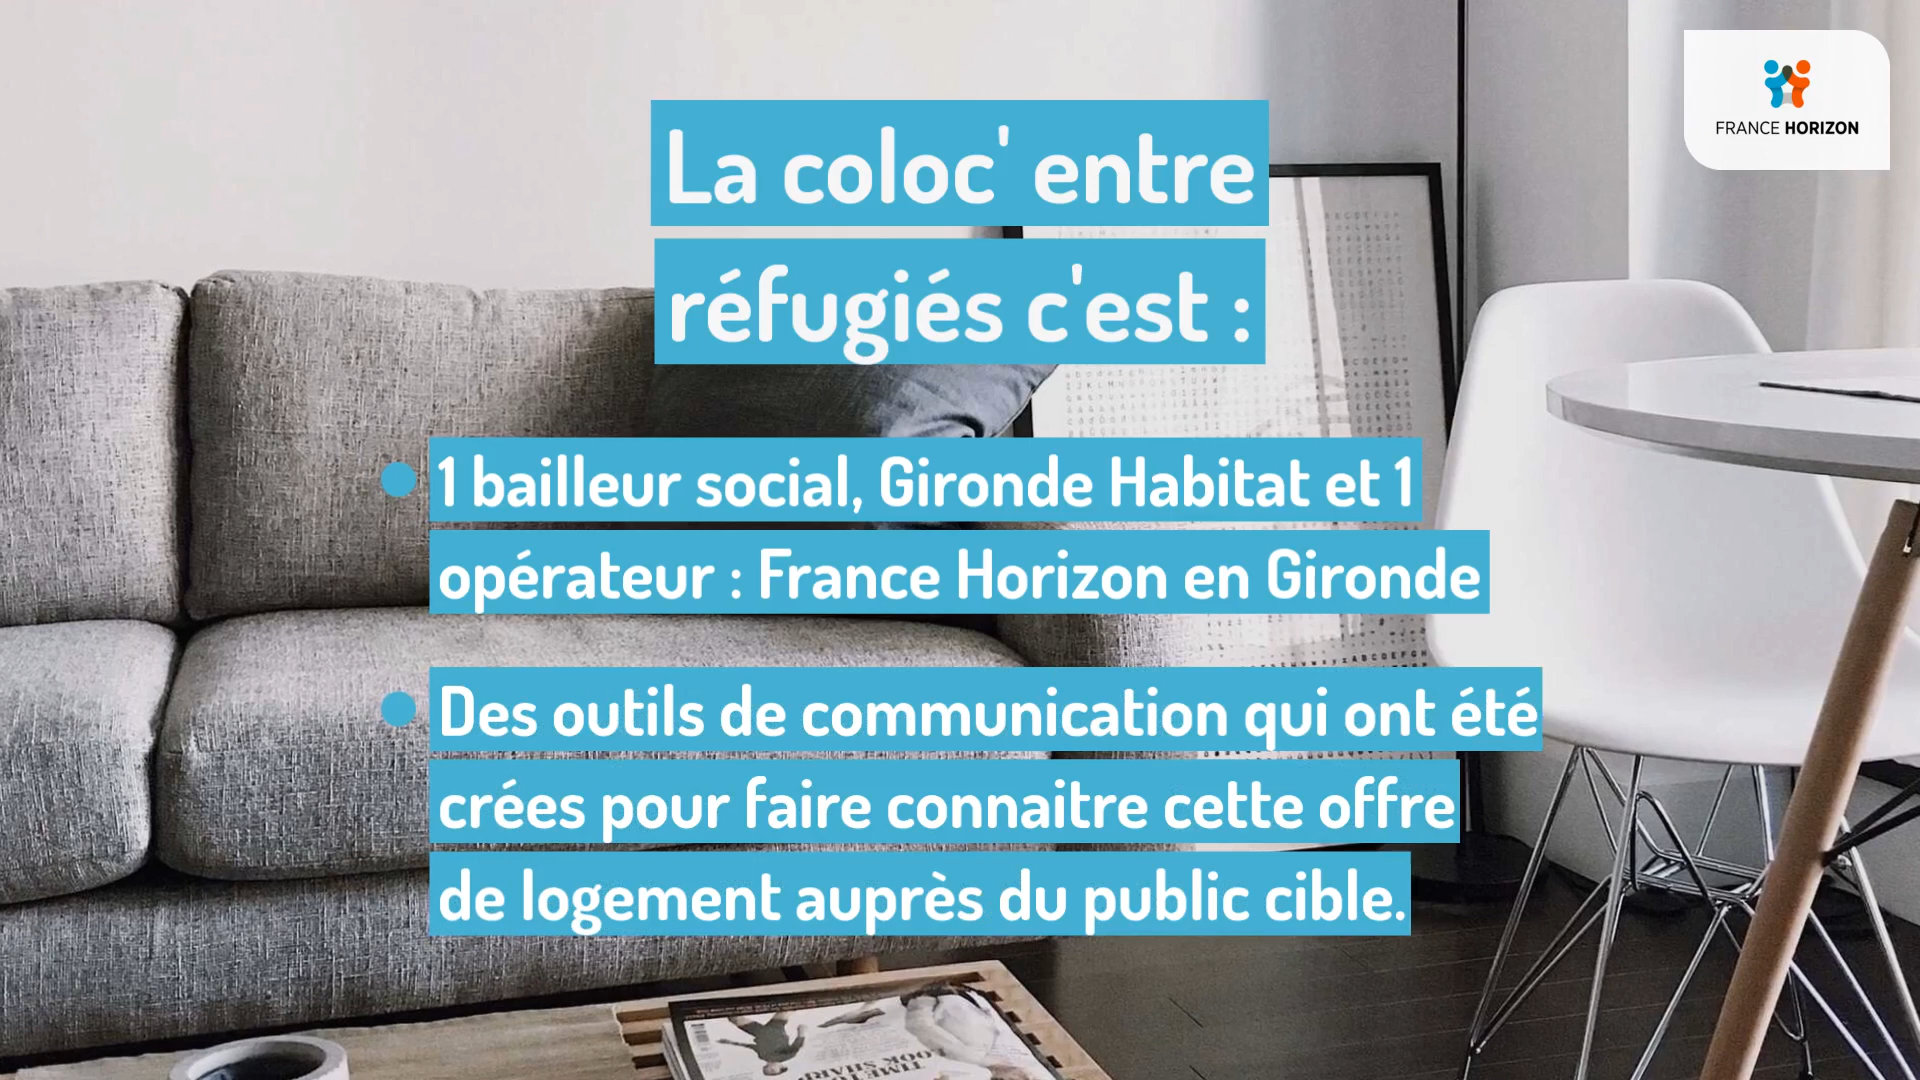 FRANCE HORIZON
La coloc' entre
réfugiés c'est :
1 bailleur social, Gironde Habitat et 1
opérateur : France Horizon en Gironde
Des outils de communication qui ont été
crées pour faire connaitre cette offre
de logement auprès du public cible.
LOOK SHARP